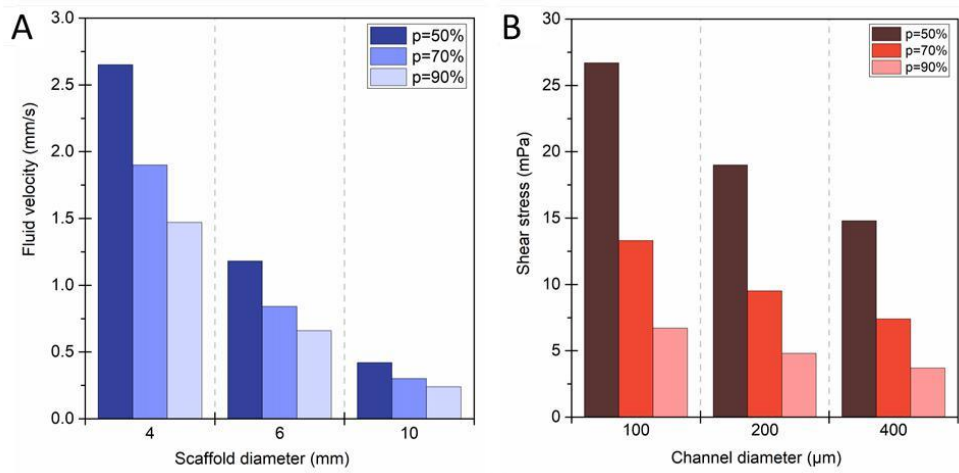 A
3.0
2.5
2.0
1.5
1.0
0.5
0.0
Fluid velocity (mm/s)
p=50%
p=70%
p=90%
4 6 10
Scaffold diameter (mm)
B
30
25
20
15
10
5
0
Shear stress (mPa)
p=50%
p=70%
p=90%
100 200 400
Channel diameter (µm)